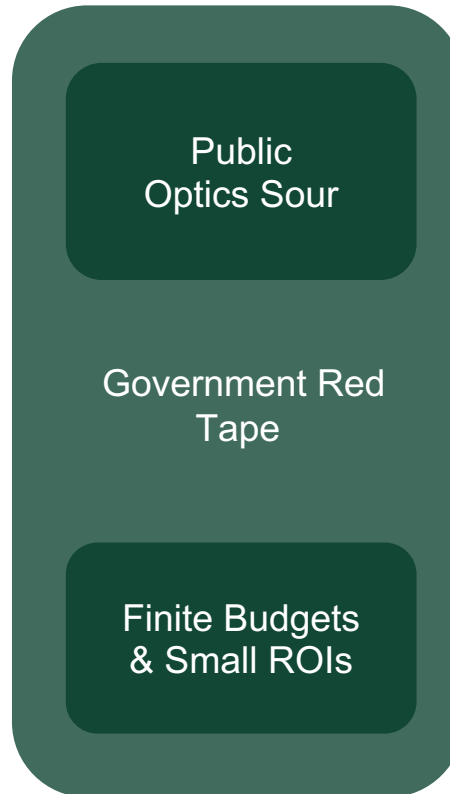 Public
Optics Sour
Government Red
Tape
Finite Budgets
& Small ROIs